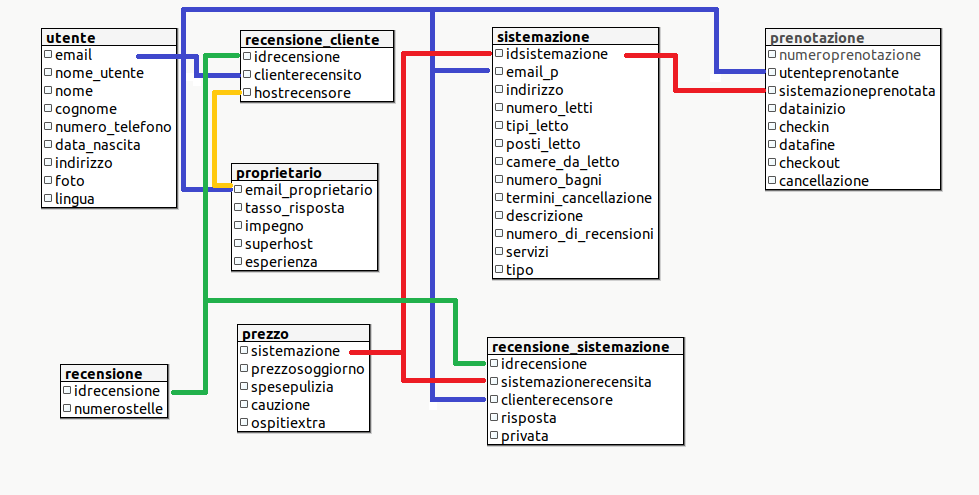 utente
email
nome_utente
nome
cognome
numero_telefono
data_nascita
indirizzo
foto
lingua
recensione_cliente
idrecensione
clienterecensito
hostrecensore
proprietario
email_proprietario
tasso_risposta
impegno
superhost
esperienza
sistemazione
idsistemazione
email_p
indirizzo
numero_letti
tipi_letto
posti_letto
camere_da_letto
numero_bagni
termini_cancellazione
descrizione
numero_di_recensioni
servizi
tipo
prenotazione
numeroprenotazione
utenteprenotante
sistemazioneprenotata
datainizio
checkin
datafine
checkout
cancellazione
recensione
idrecensione
numerostelle
prezzo
sistemazione
prezzosoggiorno
spesepulizia
cauzione
ospitiextra
recensione_sistemazione
idrecensione
sistemazionerecensita
clienterecensore
risposta
privata